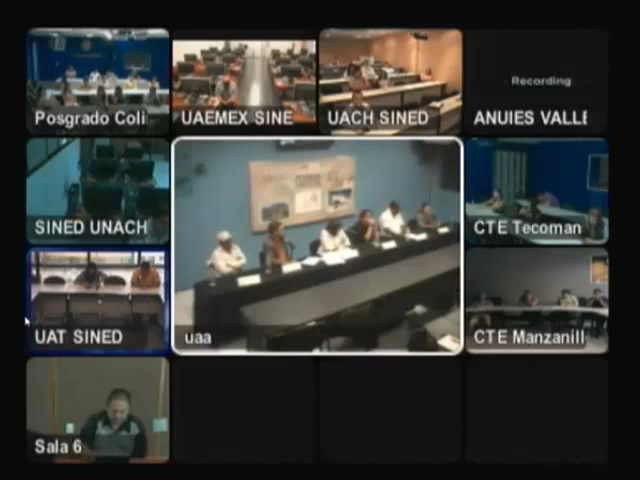 Posgrado Coli
UAEMEX SINE
UACH SINED
Recording
ANUIES VALLE
SINED UNACH
CTE Tecoman
UAT SINED
uaa
CTE Manzanill
Sala 6